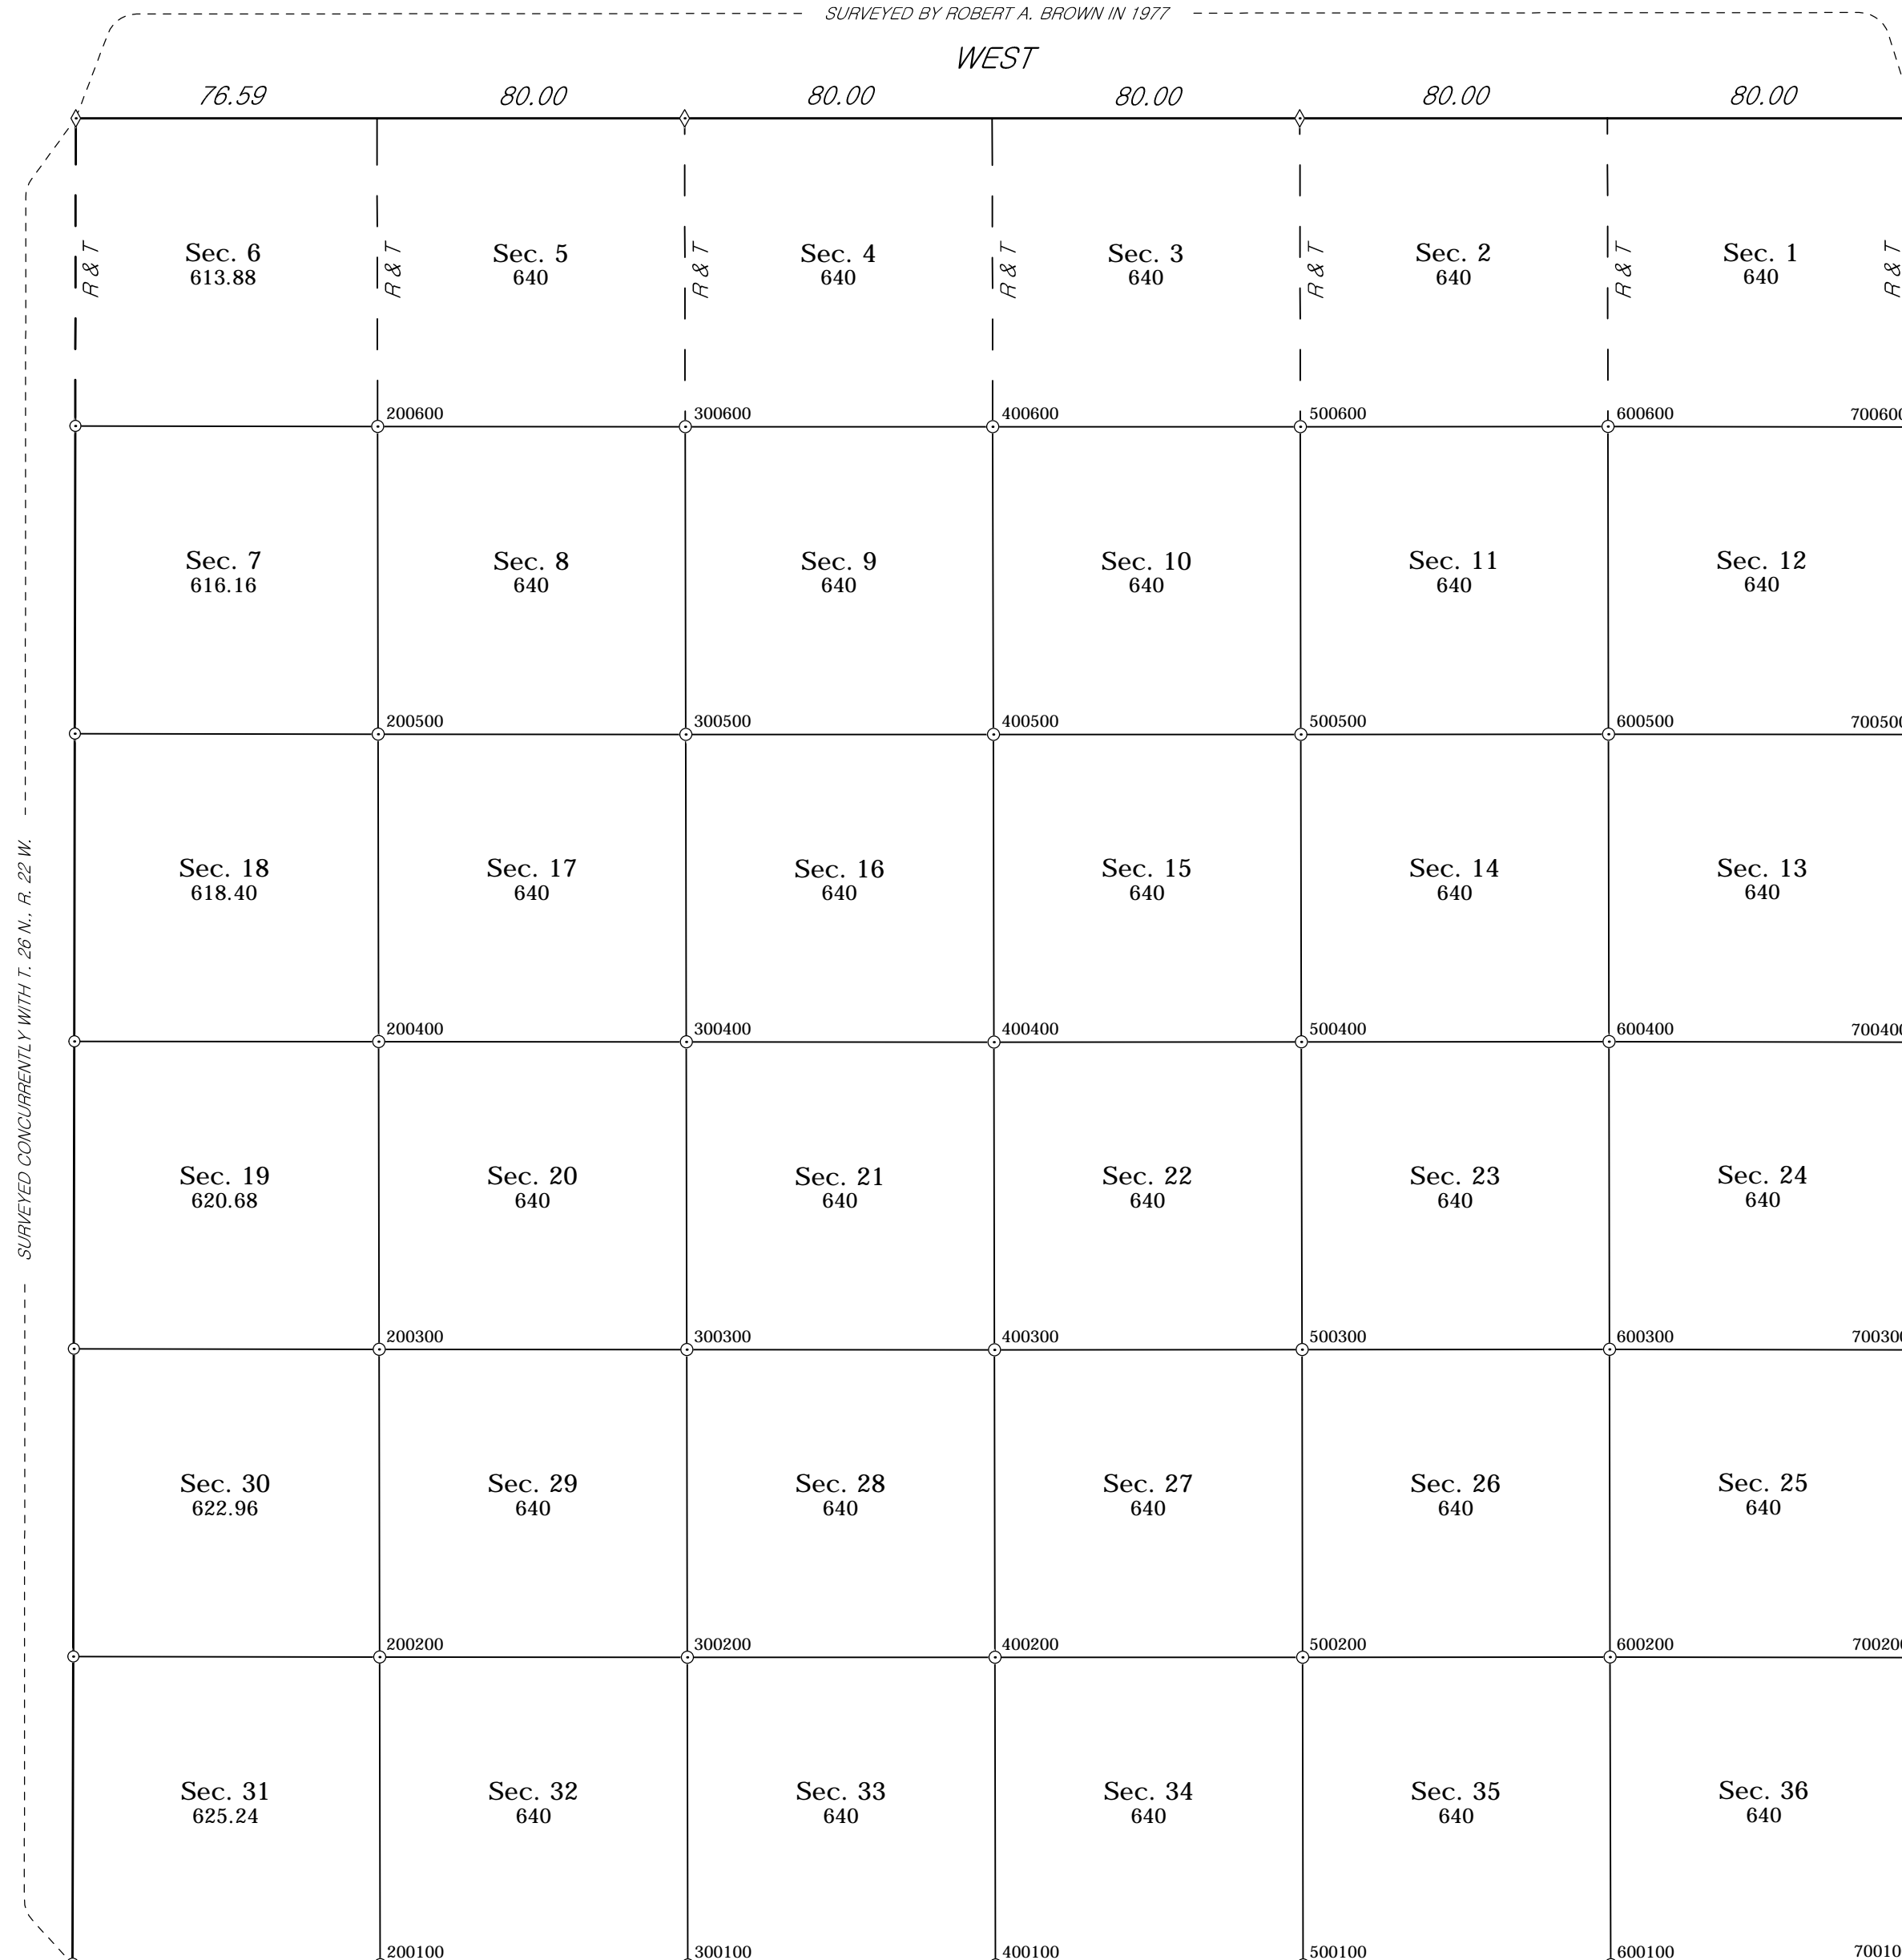 SURVEYED BY ROBERT A. BROWN IN 1977
WEST
76.59 80.00 80.00 80.00 80.00 80.00
R & T Sec. 6 R & T Sec. 5 R & T Sec. 4 R & T Sec. 3 R & T Sec. 2 R & T Sec. 1 R & T
613.88 640 640 640 640 640
200600 300600 400600 500600 600600 700600
Sec. 7 Sec. 8 Sec. 9 Sec. 10 Sec. 11 Sec. 12
616.16 640 640 640 640 640
200500 300500 400500 500500 600500 700500
SURVEYED CONCURRENTLY WITH T. 26 N., R. 22 W.
Sec. 18 Sec. 17 Sec. 16 Sec. 15 Sec. 14 Sec. 13
618.40 640 640 640 640 640
200400 300400 400400 500400 600400 700400
Sec. 19 Sec. 20 Sec. 21 Sec. 22 Sec. 23 Sec. 24
620.68 640 640 640 640 640
200300 300300 400300 500300 600300 700300
Sec. 30 Sec. 29 Sec. 28 Sec. 27 Sec. 26 Sec. 25
622.96 640 640 640 640 640
200200 300200 400200 500200 600200 700200
Sec. 31 Sec. 32 Sec. 33 Sec. 34 Sec. 35 Sec. 36
625.24 640 640 640 640 640
200100 300100 400100 500100 600100 70010